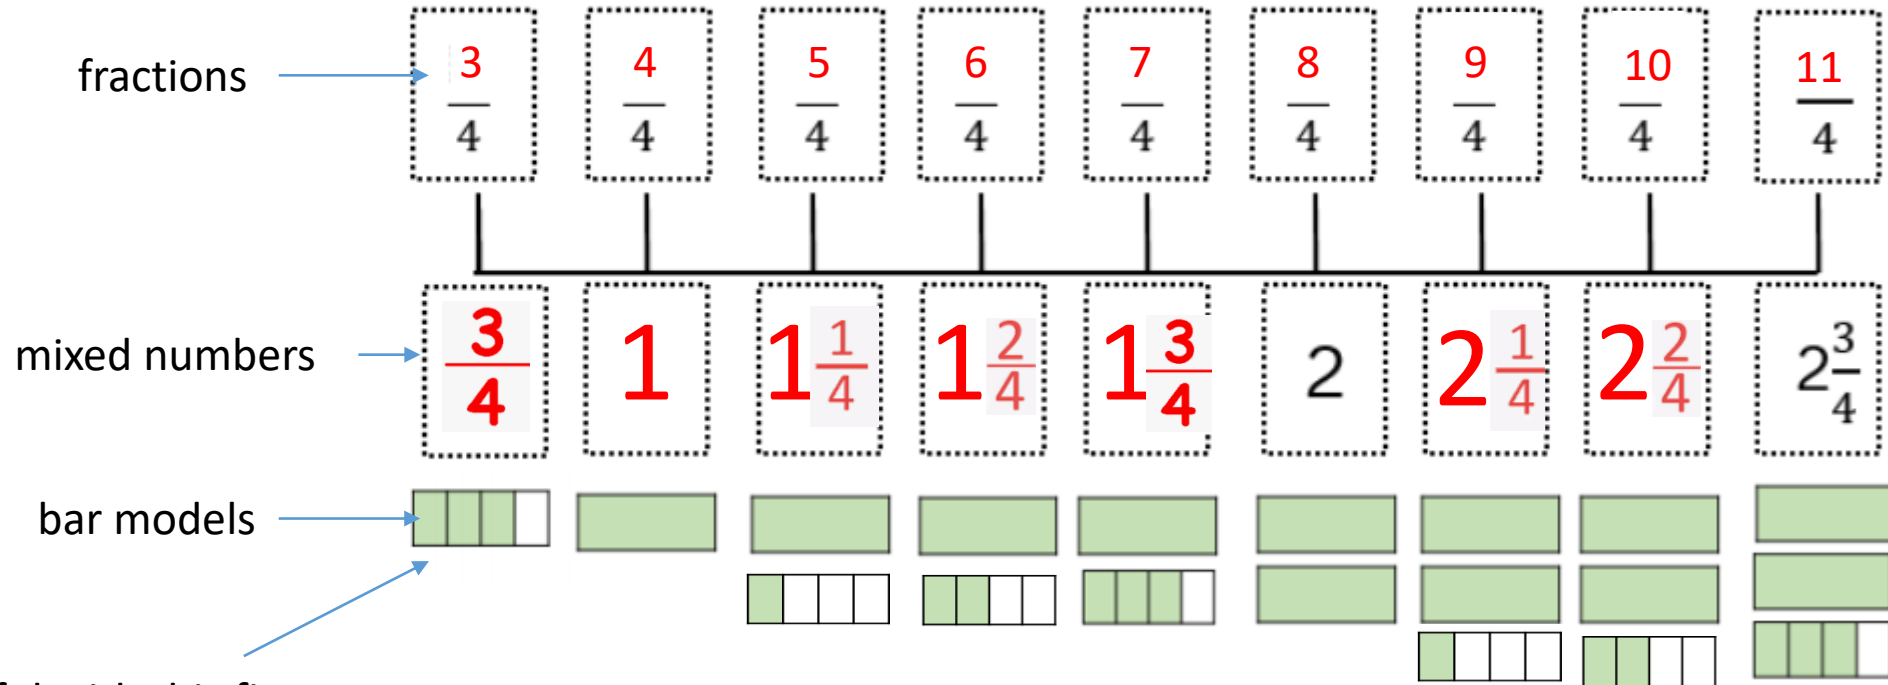 fractions 3/4 4/4 5/4 6/4 7/4 8/4 9/4 10/4 11/4
mixed numbers 3/4 1 1 1/4 1 2/4 1 3/4 2 2 1/4 2 2/4 2 3/4
bar models